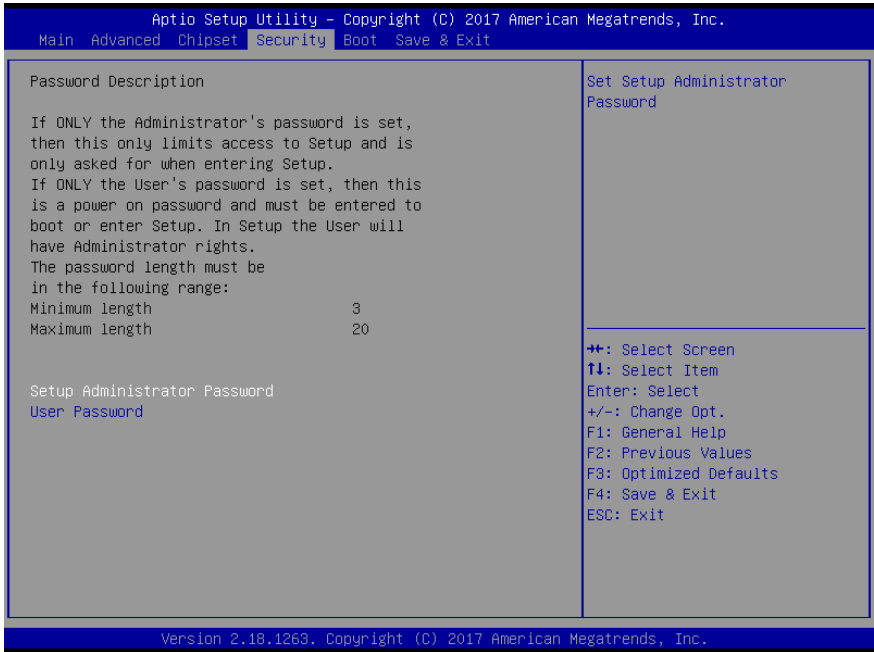 Aptio Setup Utility – Copyright (C) 2017 American Megatrends, Inc.
Main Advanced Chipset Security Boot Save & Exit
Password Description
If ONLY the Administrator's password is set,
then this only limits access to Setup and is
only asked for when entering Setup.
If ONLY the User's password is set, then this
is a power on password and must be entered to
boot or enter Setup. In Setup the User will
have Administrator rights.
The password length must be
in the following range:
Minimum length 3
Maximum length 20
Setup Administrator Password
User Password
Set Setup Administrator
Password
→←: Select Screen
↑↓: Select Item
Enter: Select
+/-: Change Opt.
F1: General Help
F2: Previous Values
F3: Optimized Defaults
F4: Save & Exit
ESC: Exit
Version 2.18.1263. Copyright (C) 2017 American Megatrends, Inc.